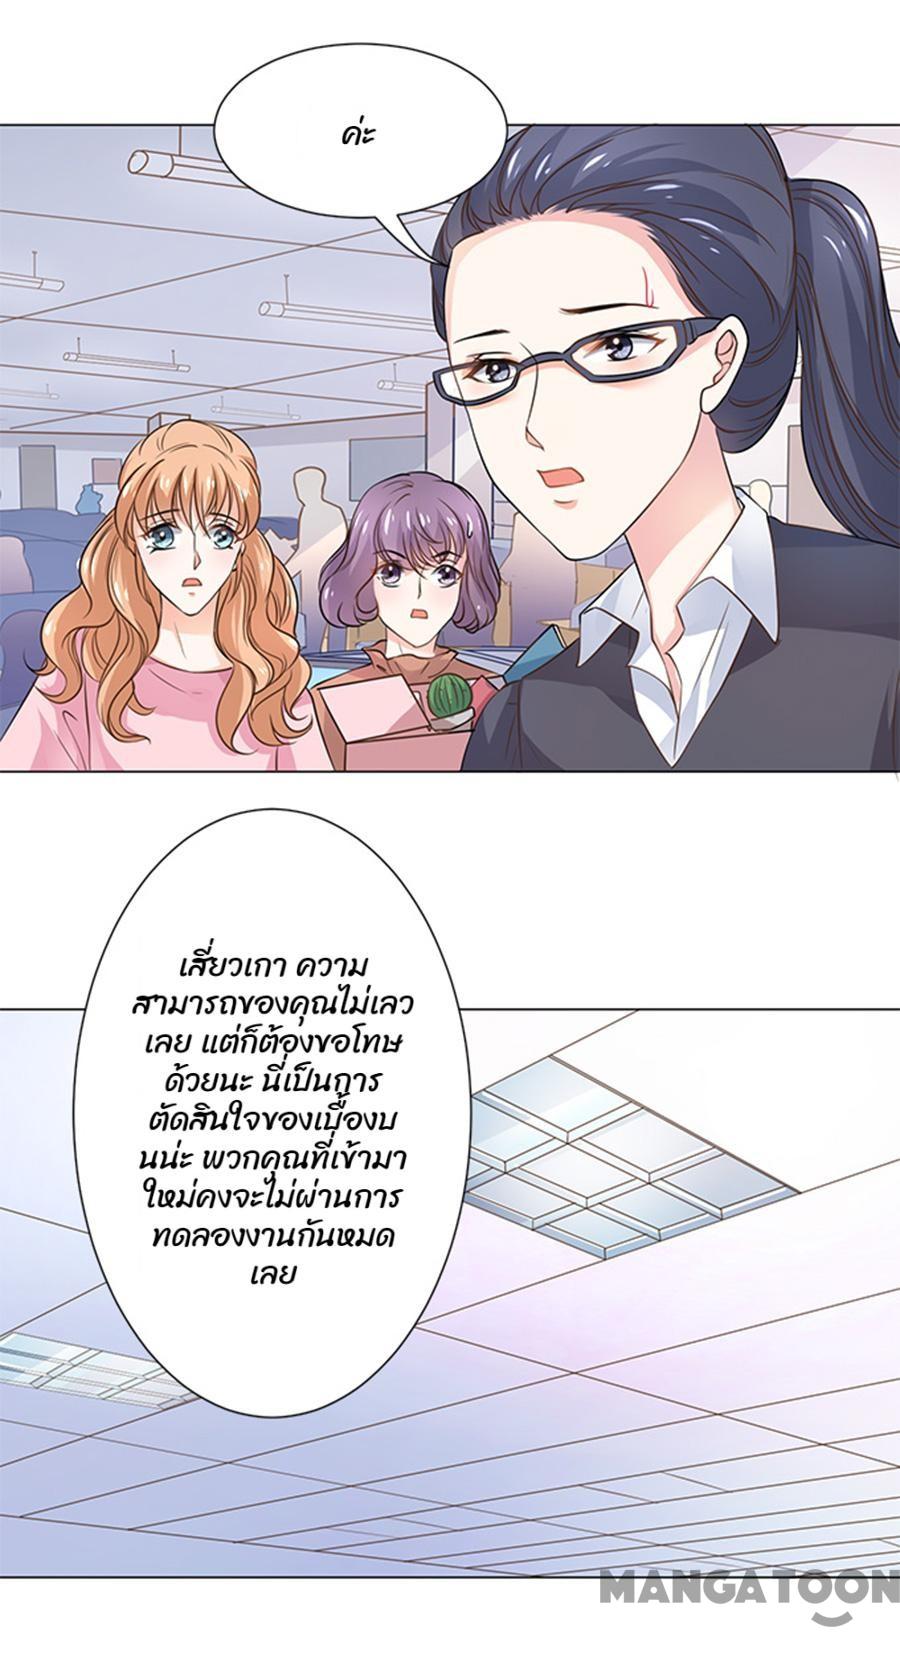 ค่ะ
เสี่ยวเกา ความ
สามารถของคุณไม่เลว
เลย แต่ก็ต้องขอโทษ
ด้วยนะ นี่เป็นการ
ตัดสินใจของเบื้องบ
นน่ะ พวกคุณที่เข้ามา
ใหม่คงจะไม่ผ่านการ
ทดลองงานกันหมด
เลย
MANGA TOON